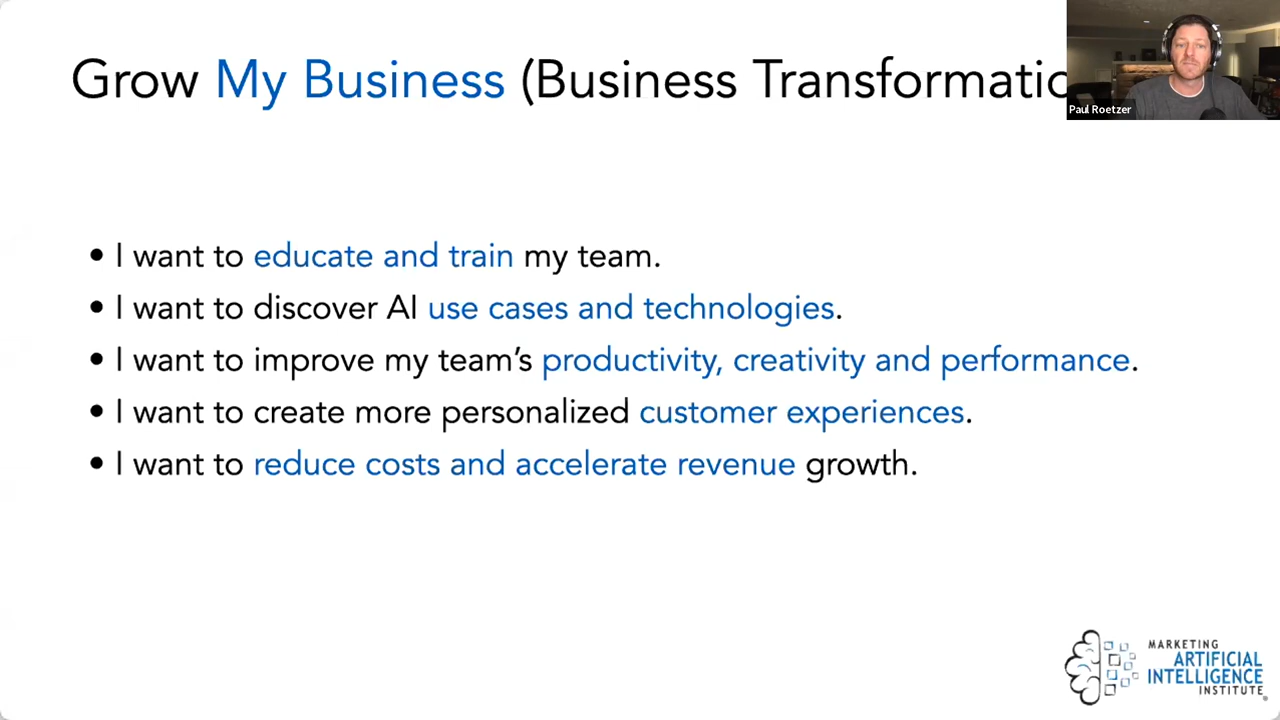 Grow My Business (Business Transformatio
Paul Roetzer
• I want to educate and train my team.
• I want to discover AI use cases and technologies.
• I want to improve my team’s productivity, creativity and performance.
• I want to create more personalized customer experiences.
• I want to reduce costs and accelerate revenue growth.
MARKETING
ARTIFICIAL
INTELLIGENCE
INSTITUTE